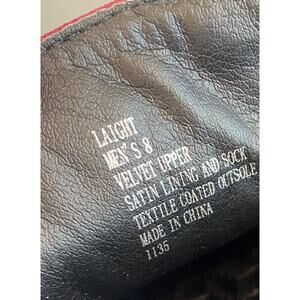 LAIGHT
MEN'S 8
VELVET UPPER
SATIN LINING AND SOCK
TEXTILE COATED OUTSOLE
MADE IN CHINA
1135